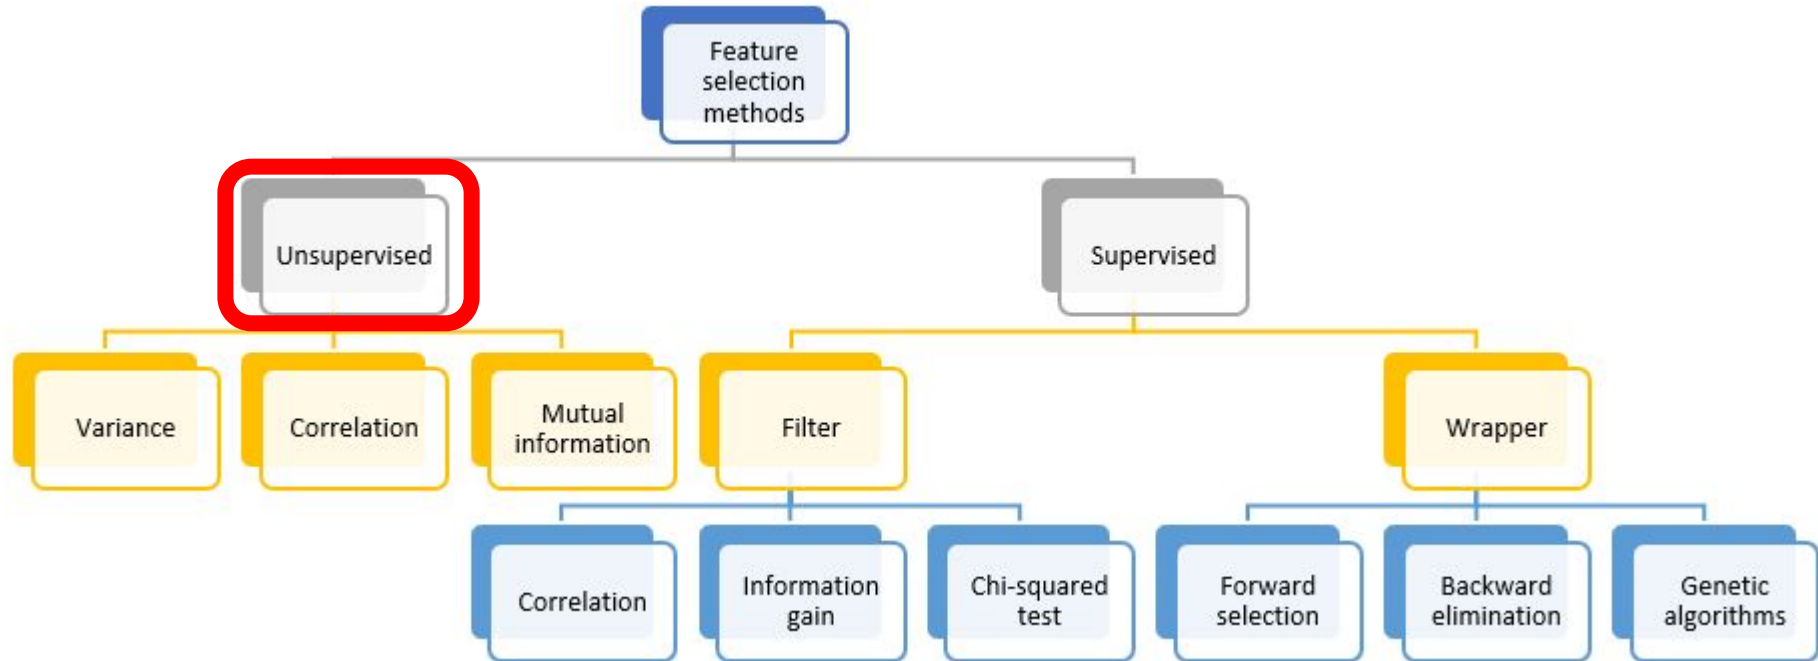 Feature
selection
methods
Unsupervised
Supervised
Variance
Correlation
Mutual
information
Filter
Wrapper
Correlation
Information
gain
Chi-squared
test
Forward
selection
Backward
elimination
Genetic
algorithms